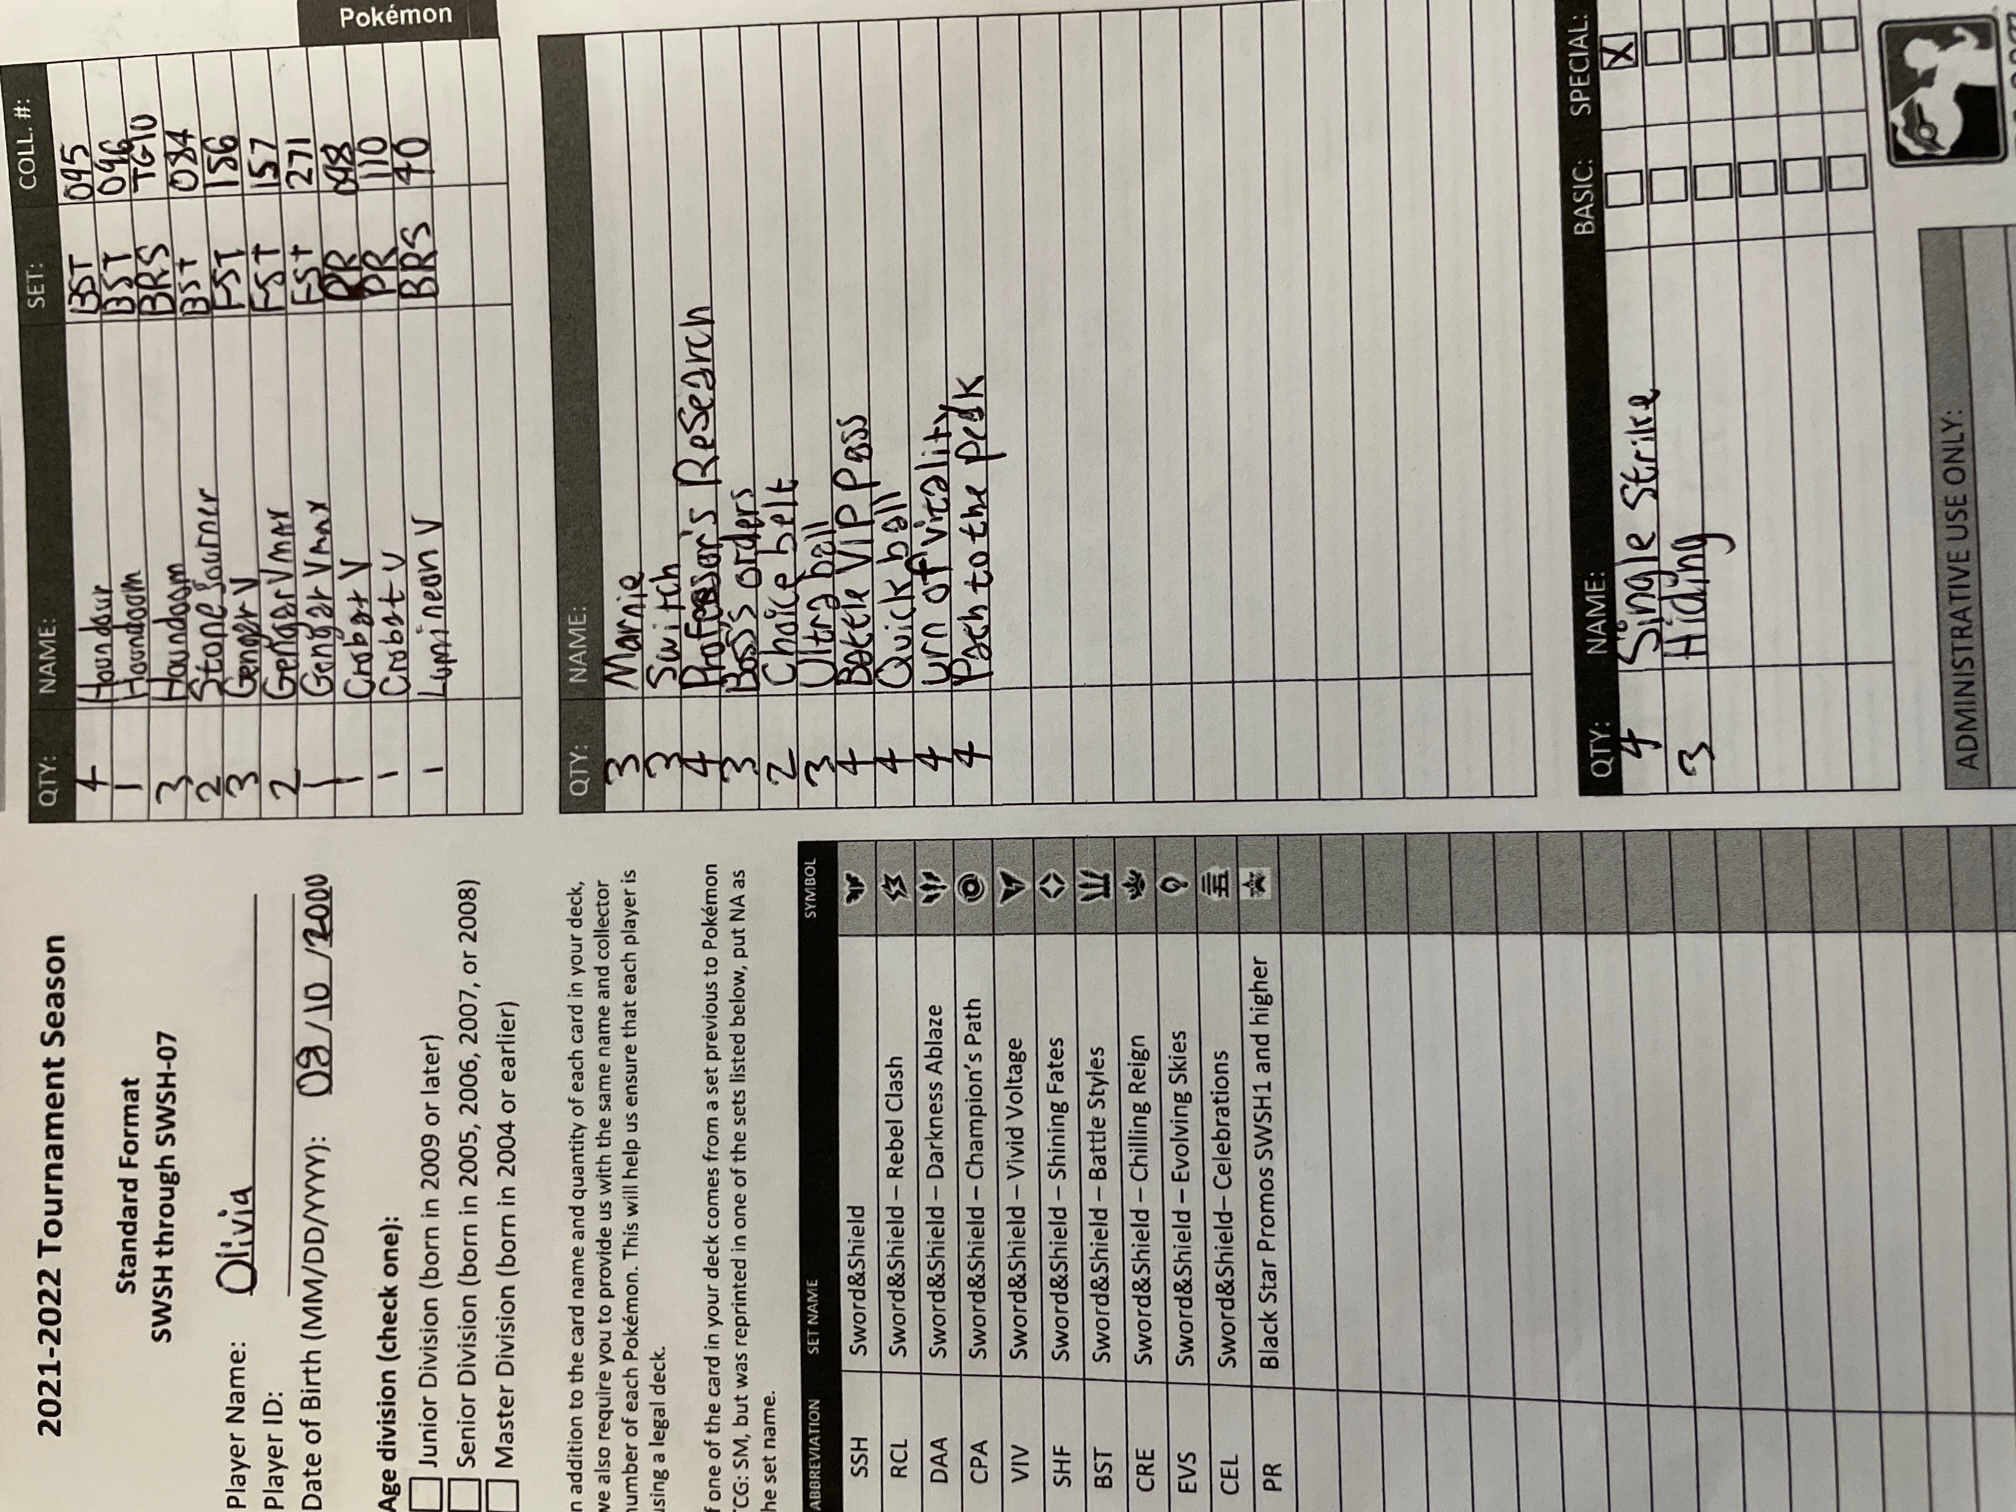 2021-2022 Tournament Season
Standard Format
SWSH through SWSH-07
Player Name: Olivia
Player ID:
Date of Birth (MM/DD/YYYY): 08/10/2000
Age division (check one):
Junior Division (born in 2009 or later)
Senior Division (born in 2005, 2006, 2007, or 2008)
Master Division (born in 2004 or earlier)
n addition to the card name and quantity of each card in your deck,
we also require you to provide us with the same name and collector
number of each Pokémon. This will help us ensure that each player is
using a legal deck.
f one of the card in your deck comes from a set previous to Pokémon
TCG: SM, but was reprinted in one of the sets listed below, put NA as
he set name.
ABBREVIATION SET NAME SYMBOL
SSH Sword&Shield
RCL Sword&Shield – Rebel Clash
DAA Sword&Shield – Darkness Ablaze
CPA Sword&Shield – Champion's Path
VIV Sword&Shield – Vivid Voltage
SHF Sword&Shield – Shining Fates
BST Sword&Shield – Battle Styles
CRE Sword&Shield – Chilling Reign
EVS Sword&Shield – Evolving Skies
CEL Sword&Shield– Celebrations
PR Black Star Promos SWSH1 and higher
QTY: NAME: SET: COLL. #:
4 Houndour BST 095
1 Houndoom BST 096
3 Houndoom BRS TG10
2 Stonejourner BST 084
3 Genger V FST 156
2 Genger VMAX FST 157
1 Genger Vmax FSt 271
1 Crobat V PR 098
1 Crobat V PR 110
1 Lumineon V BRS 40
Pokémon
QTY: NAME:
3 Marnie
3 Switch
4 Professor's Research
3 Boss's orders
2 Choice belt
3 Ultra ball
4 Battle VIP Pass
4 Quick ball
4 urn of vitality
4 Path to the peak
QTY: NAME: BASIC: SPECIAL:
4 Single Strike X
3 Hiding
ADMINISTRATIVE USE ONLY: